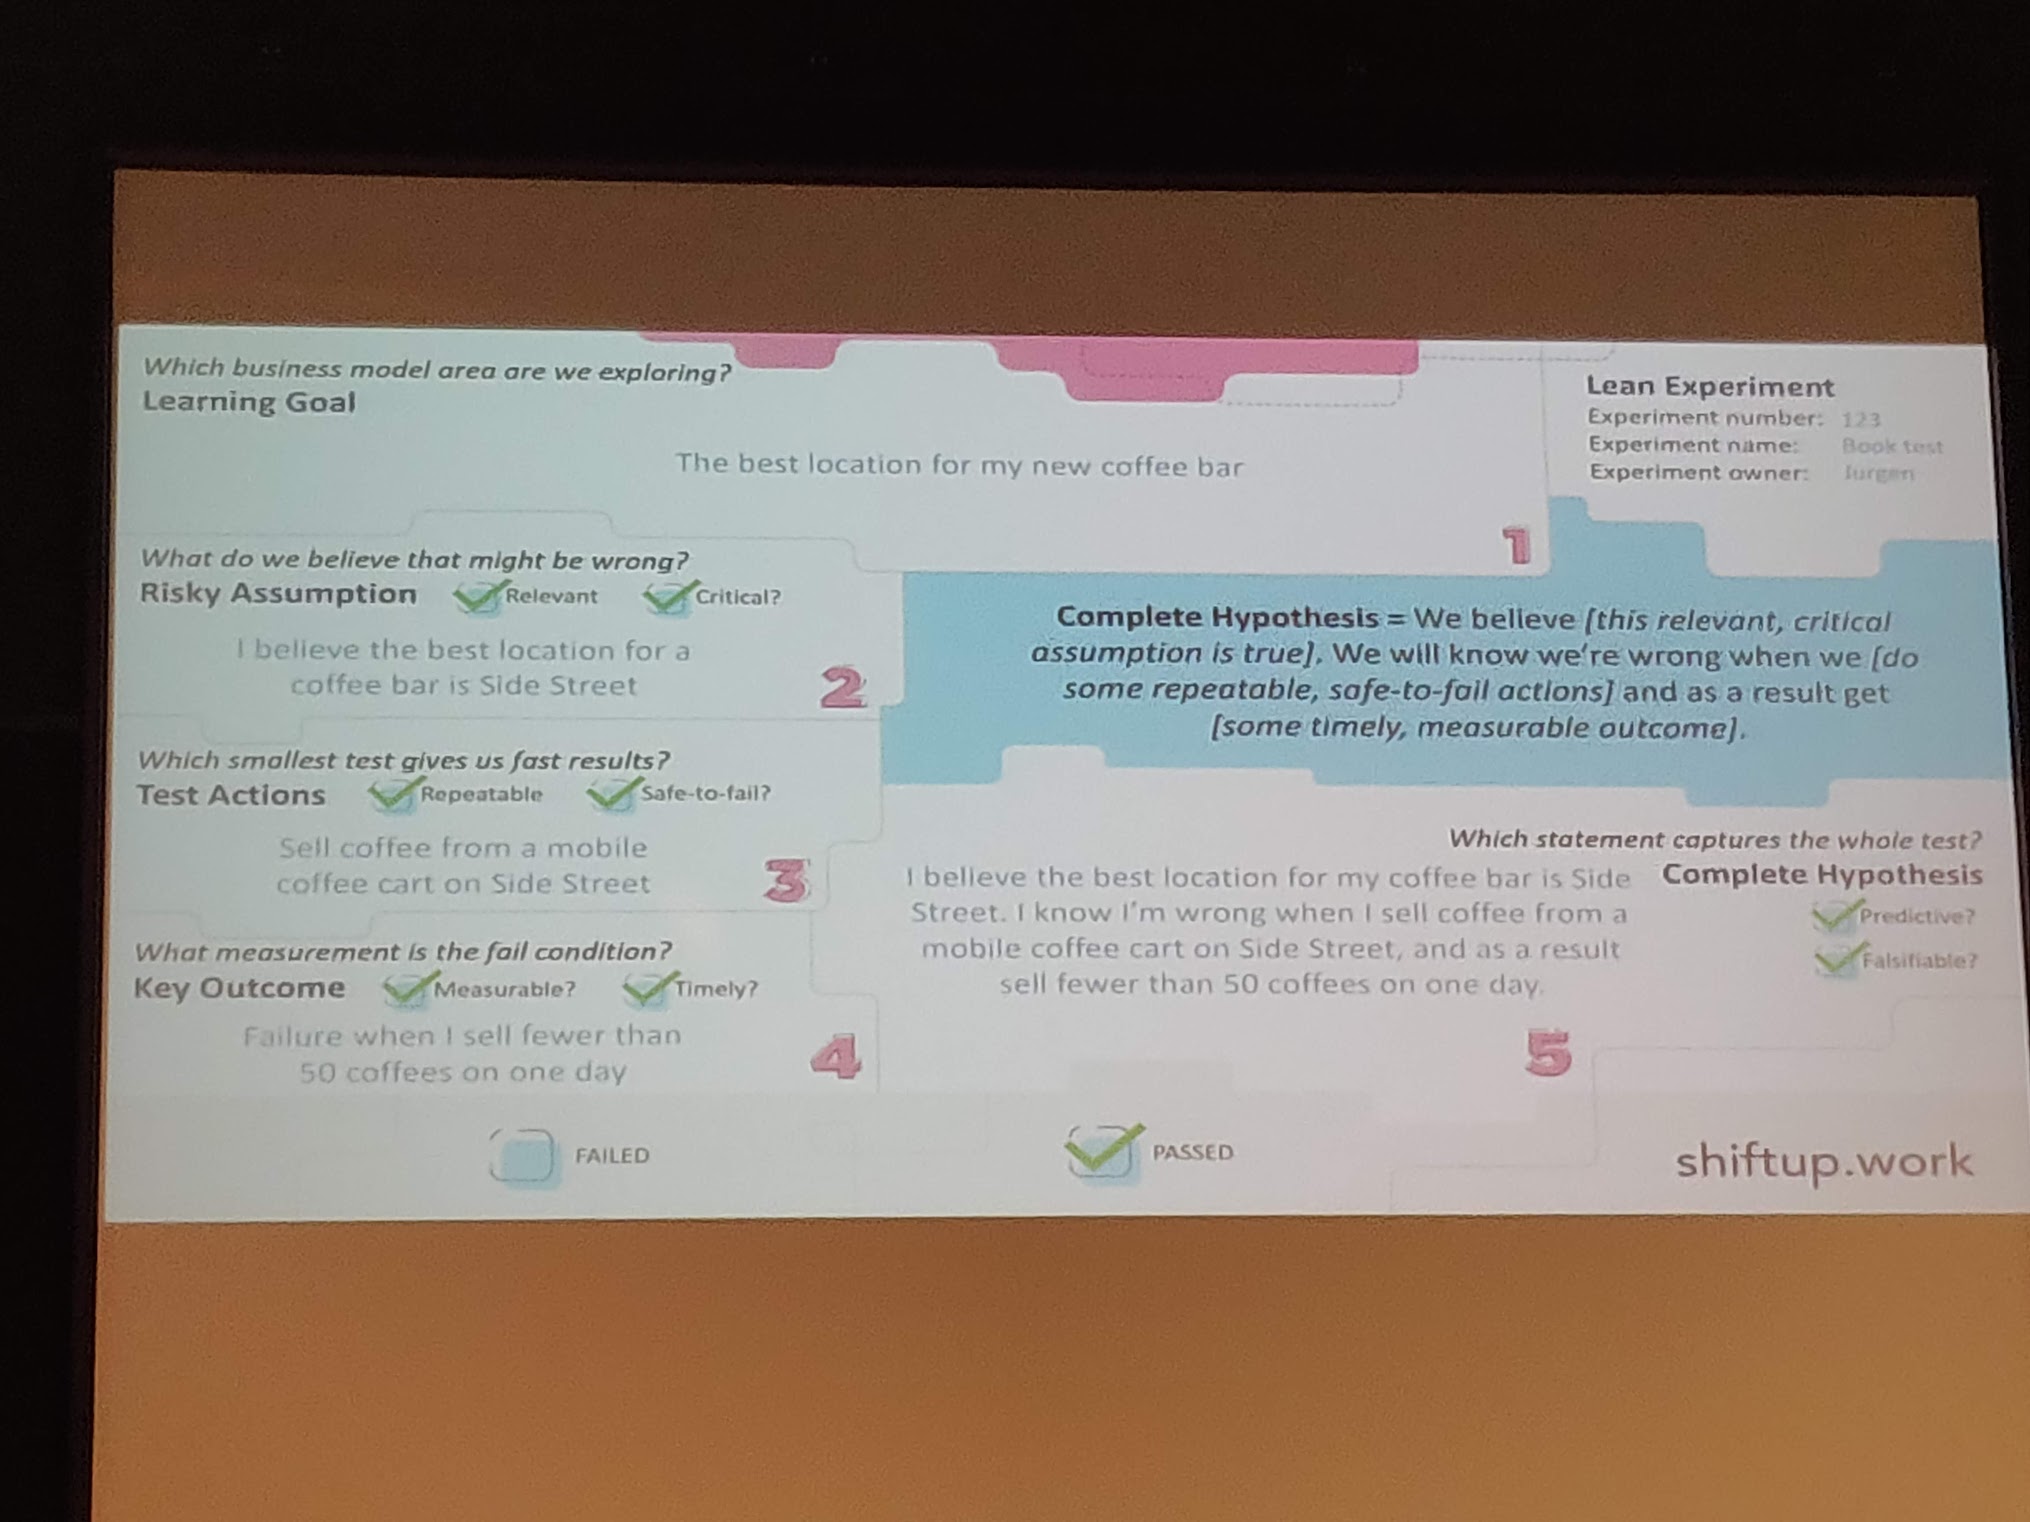 Which business model area are we exploring?
Learning Goal
The best location for my new coffee bar
1
Lean Experiment
Experiment number: 123
Experiment name: Book test
Experiment owner: Jurgen
What do we believe that might be wrong?
Risky Assumption Relevant Critical?
I believe the best location for a
coffee bar is Side Street
2
Complete Hypothesis = We believe [this relevant, critical
assumption is true]. We will know we're wrong when we [do
some repeatable, safe-to-fail actions] and as a result get
[some timely, measurable outcome].
Which smallest test gives us fast results?
Test Actions Repeatable Safe-to-fail?
Sell coffee from a mobile
coffee cart on Side Street
3
What measurement is the fail condition?
Key Outcome Measurable? Timely?
Failure when I sell fewer than
50 coffees on one day
4
Which statement captures the whole test?
Complete Hypothesis
Predictive?
Falsifiable?
I believe the best location for my coffee bar is Side
Street. I know I'm wrong when I sell coffee from a
mobile coffee cart on Side Street, and as a result
sell fewer than 50 coffees on one day.
5
FAILED PASSED
shiftup.work